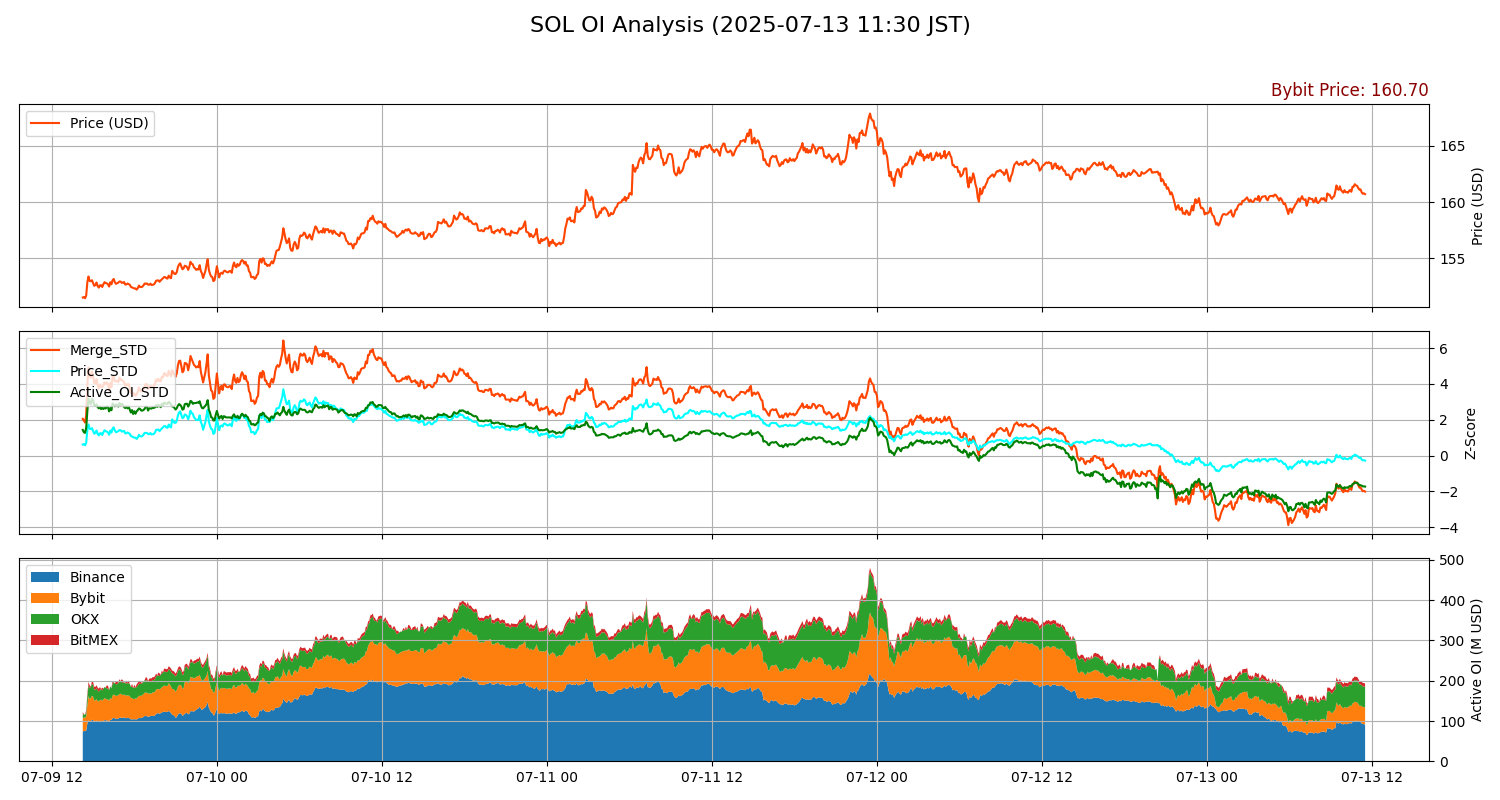 SOL OI Analysis (2025-07-13 11:30 JST)
Bybit Price: 160.70
Price (USD)
165
160
155
Price (USD)
Merge_STD
Price_STD
Active_OI_STD
6
4
2
0
−2
−4
Z-Score
Binance
Bybit
OKX
BitMEX
500
400
300
200
100
0
Active OI (M USD)
07-09 12
07-10 00
07-10 12
07-11 00
07-11 12
07-12 00
07-12 12
07-13 00
07-13 12